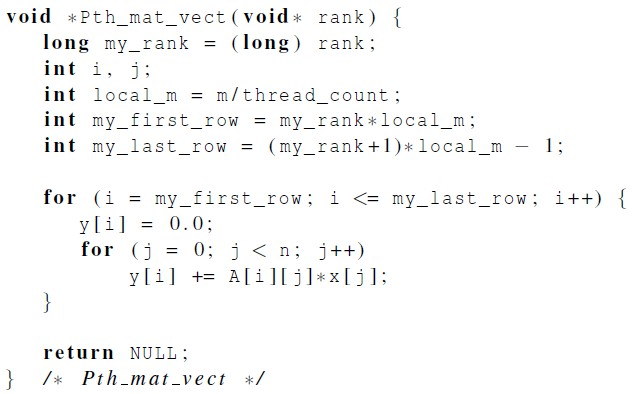 void *Pth_mat_vect(void* rank) {
   long my_rank = (long) rank;
   int i, j;
   int local_m = m/thread_count;
   int my_first_row = my_rank*local_m;
   int my_last_row = (my_rank+1)*local_m - 1;

   for (i = my_first_row; i <= my_last_row; i++) {
      y[i] = 0.0;
      for (j = 0; j < n; j++)
          y[i] += A[i][j]*x[j];
   }

   return NULL;
}  /* Pth_mat_vect */